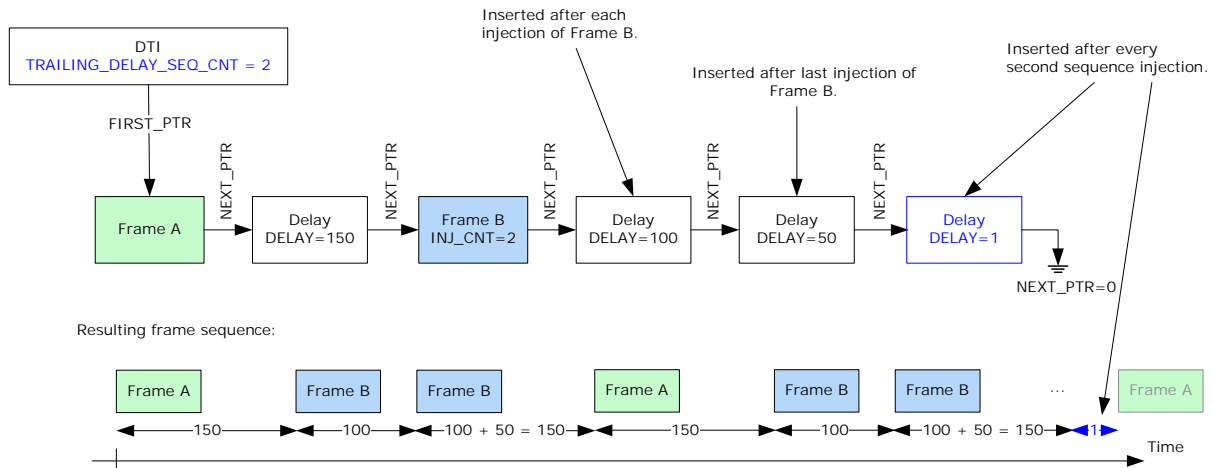 Inserted after each
injection of Frame B.
DTI
TRAILING_DELAY_SEQ_CNT = 2
Inserted after every
second sequence injection.
Inserted after last injection of
Frame B.
FIRST_PTR
NEXT_PTR
NEXT_PTR
NEXT_PTR
NEXT_PTR
NEXT_PTR
Frame A
Delay
DELAY=150
Frame B
INJ_CNT=2
Delay
DELAY=100
Delay
DELAY=50
Delay
DELAY=1
NEXT_PTR=0
Resulting frame sequence:
Frame A
Frame B
Frame B
Frame A
Frame B
Frame B
...
Frame A
150
100
100 + 50 = 150
150
100
100 + 50 = 150
1
Time